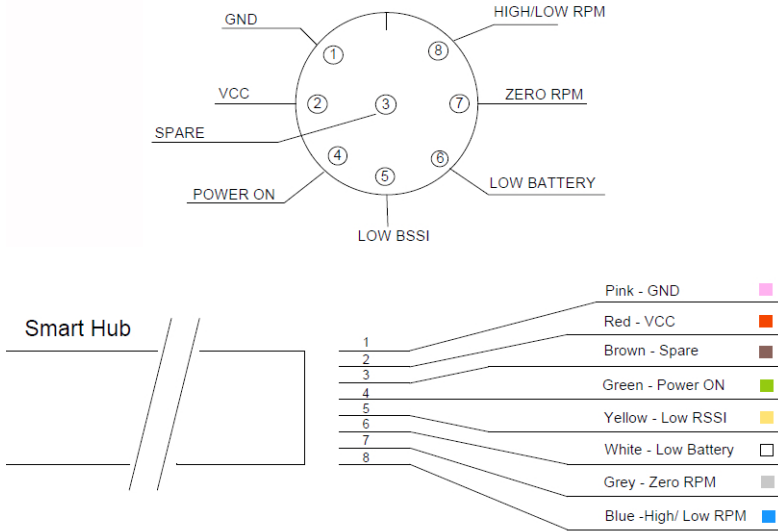 GND
HIGH/LOW RPM
1
8
VCC
2
3
7
ZERO RPM
SPARE
4
5
6
POWER ON
LOW BATTERY
LOW BSSI
Smart Hub
1
Pink - GND
2
Red - VCC
3
Brown - Spare
4
Green - Power ON
5
Yellow - Low RSSI
6
White - Low Battery
7
Grey - Zero RPM
8
Blue -High/ Low RPM